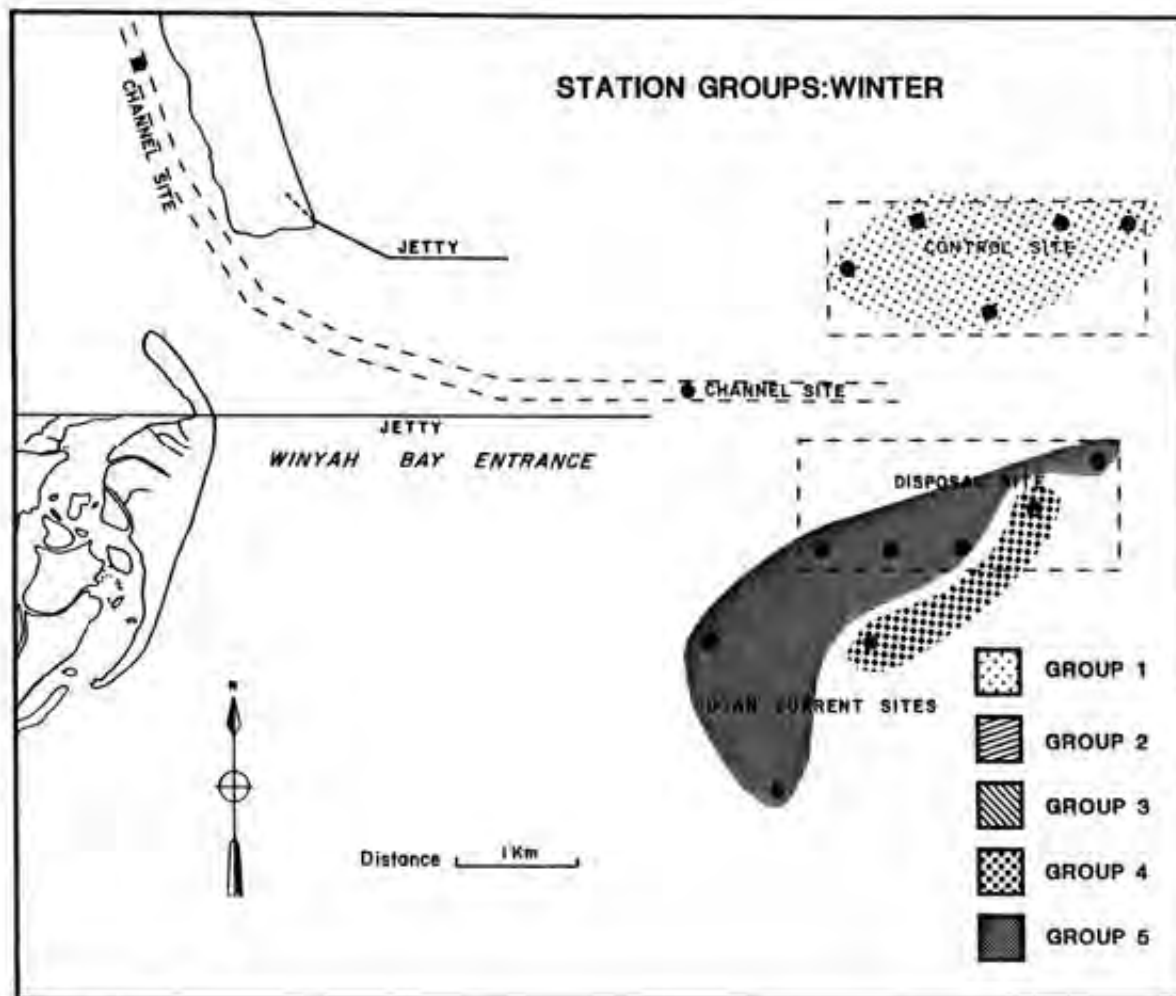 STATION GROUPS:WINTER
CHANNEL SITE
JETTY
CONTROL SITE
CHANNEL SITE
JETTY
WINYAH BAY ENTRANCE
DISPOSAL SITE
CURRENT SITES
N
Distance 1 Km
GROUP 1
GROUP 2
GROUP 3
GROUP 4
GROUP 5